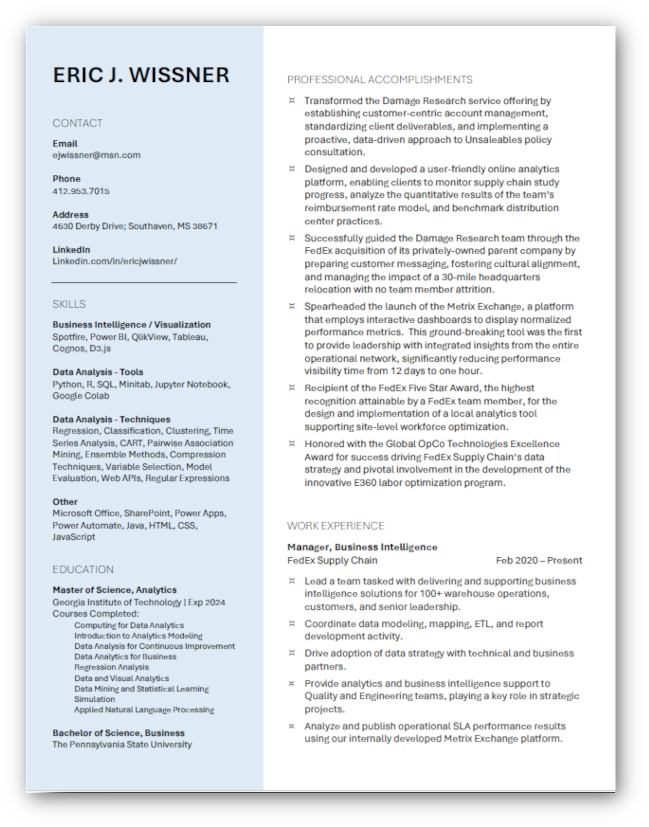 ERIC J. WISSNER
CONTACT
Email
ejwissner@msn.com
Phone
412.953.7015
Address
4630 Derby Drive; Southaven, MS 38671
LinkedIn
Linkedin.com/in/ericjwissner/
SKILLS
Business Intelligence / Visualization
Spotfire, Power BI, QlikView, Tableau,
Cognos, D3.js
Data Analysis - Tools
Python, R, SQL, Minitab, Jupyter Notebook,
Google Colab
Data Analysis - Techniques
Regression, Classification, Clustering, Time
Series Analysis, CART, Pairwise Association
Mining, Ensemble Methods, Compression
Techniques, Variable Selection, Model
Evaluation, Web APIs, Regular Expressions
Other
Microsoft Office, SharePoint, Power Apps,
Power Automate, Java, HTML, CSS,
JavaScript
EDUCATION
Master of Science, Analytics
Georgia Institute of Technology | Exp 2024
Courses Completed:
Computing for Data Analytics
Introduction to Analytics Modeling
Data Analysis for Continuous Improvement
Data Analytics for Business
Regression Analysis
Data and Visual Analytics
Data Mining and Statistical Learning
Simulation
Applied Natural Language Processing
Bachelor of Science, Business
The Pennsylvania State University
PROFESSIONAL ACCOMPLISHMENTS
¤ Transformed the Damage Research service offering by
establishing customer-centric account management,
standardizing client deliverables, and implementing a
proactive, data-driven approach to Unsaleables policy
consultation.
¤ Designed and developed a user-friendly online analytics
platform, enabling clients to monitor supply chain study
progress, analyze the quantitative results of the team's
reimbursement rate model, and benchmark distribution
center practices.
¤ Successfully guided the Damage Research team through the
FedEx acquisition of its privately-owned parent company by
preparing customer messaging, fostering cultural alignment,
and managing the impact of a 30-mile headquarters
relocation with no team member attrition.
¤ Spearheaded the launch of the Metrix Exchange, a platform
that employs interactive dashboards to display normalized
performance metrics. This ground-breaking tool was the first
to provide leadership with integrated insights from the entire
operational network, significantly reducing performance
visibility time from 12 days to one hour.
¤ Recipient of the FedEx Five Star Award, the highest
recognition attainable by a FedEx team member, for the
design and implementation of a local analytics tool
supporting site-level workforce optimization.
¤ Honored with the Global OpCo Technologies Excellence
Award for success driving FedEx Supply Chain's data
strategy and pivotal involvement in the development of the
innovative E360 labor optimization program.
WORK EXPERIENCE
Manager, Business Intelligence
FedEx Supply Chain Feb 2020 – Present
¤ Lead a team tasked with delivering and supporting business
intelligence solutions for 100+ warehouse operations,
customers, and senior leadership.
¤ Coordinate data modeling, mapping, ETL, and report
development activity.
¤ Drive adoption of data strategy with technical and business
partners.
¤ Provide analytics and business intelligence support to
Quality and Engineering teams, playing a key role in strategic
projects.
¤ Analyze and publish operational SLA performance results
using our internally developed Metrix Exchange platform.